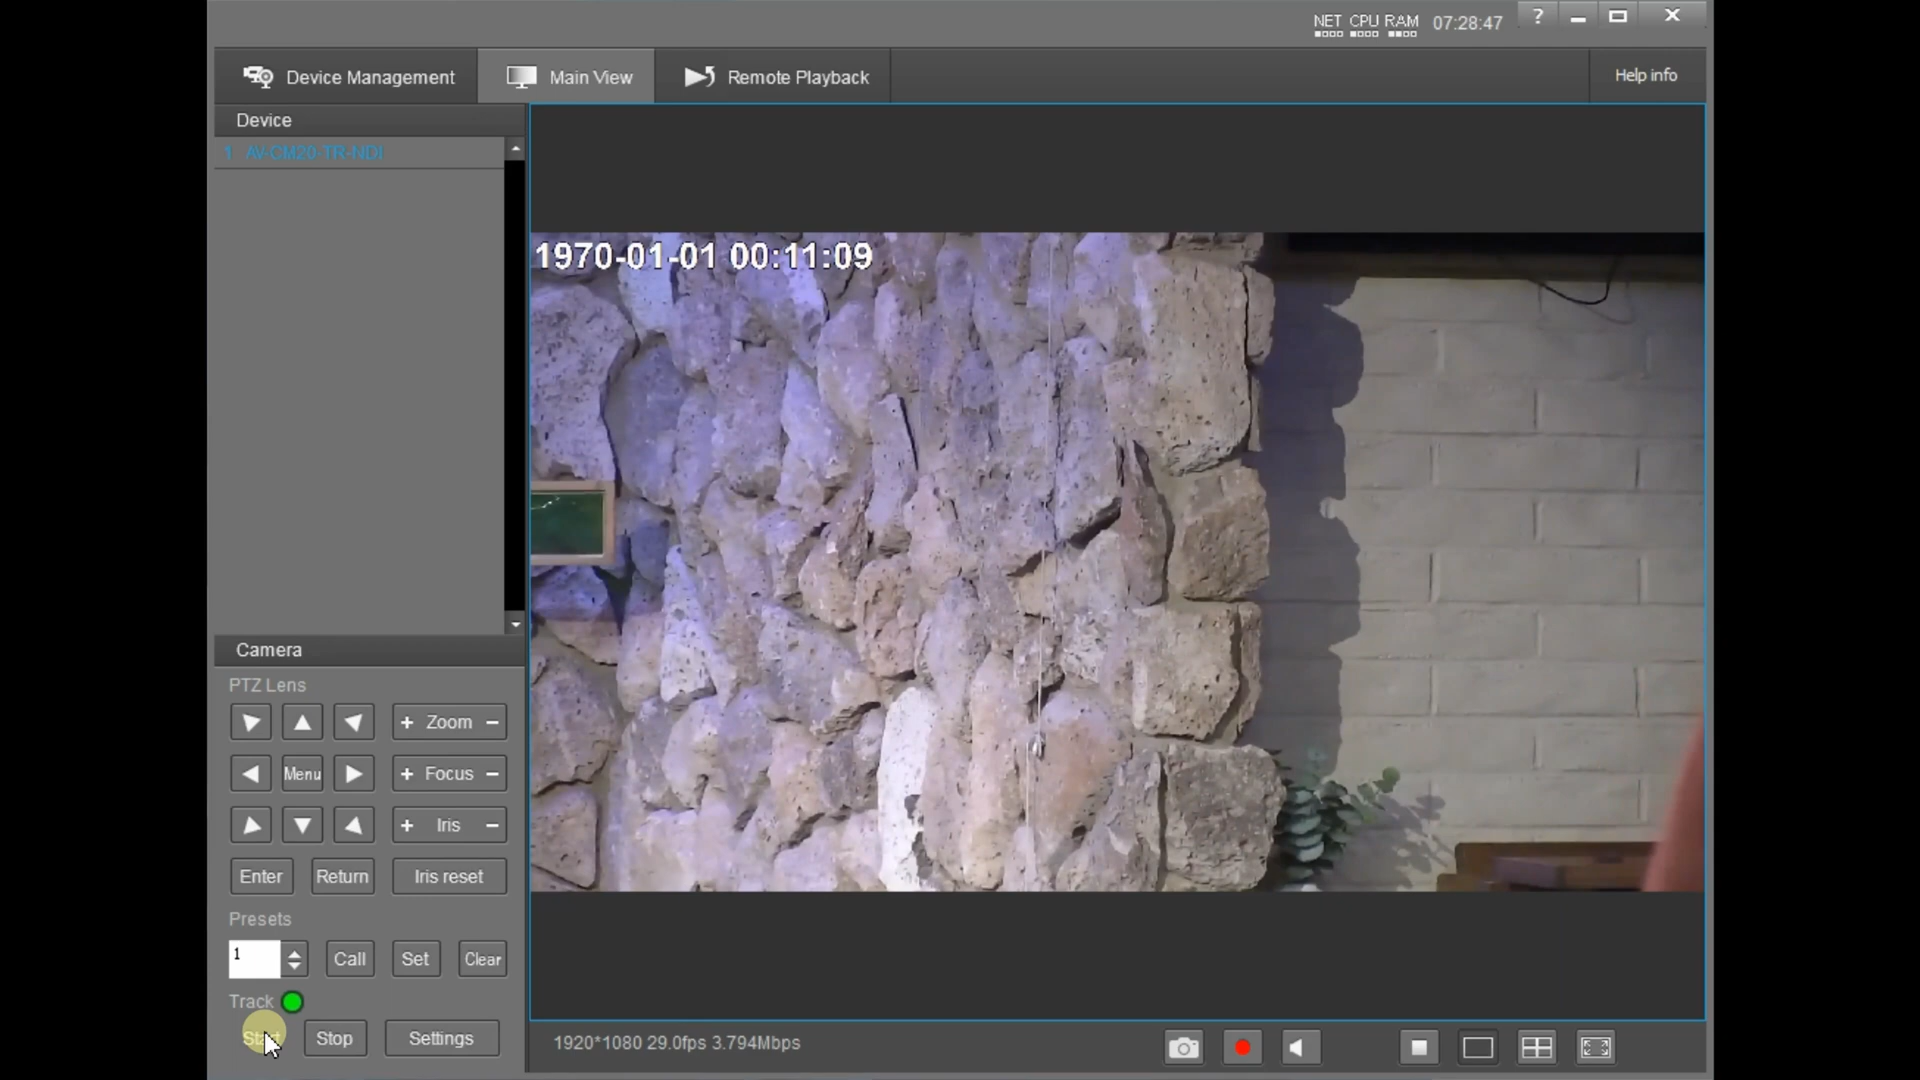 NET CPU RAM 07:28:47 ?
Device Management Main View Remote Playback Help info
Device
1 AV-CM20-TR-NDI
1970-01-01 00:11:09
Camera
PTZ Lens
+ Zoom −
Menu + Focus −
+ Iris −
Enter Return Iris reset
Presets
1 Call Set Clear
Track
Start Stop Settings
1920*1080 29.0fps 3.794Mbps